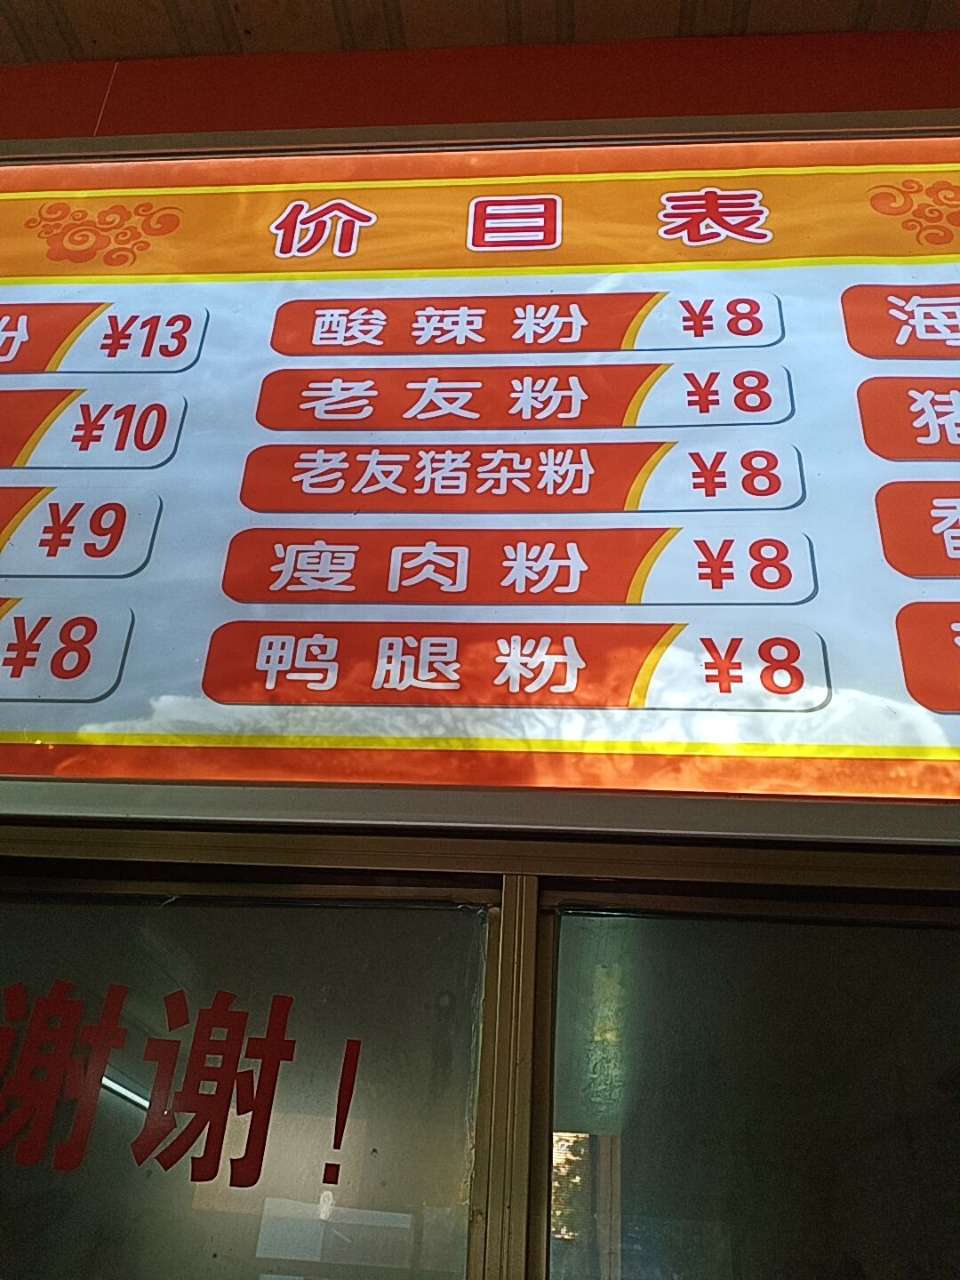 价目表
粉 ¥13
¥10
¥9
¥8
酸辣粉 ¥8
老友粉 ¥8
老友猪杂粉 ¥8
瘦肉粉 ¥8
鸭腿粉 ¥8
海
猪
香
谢谢！